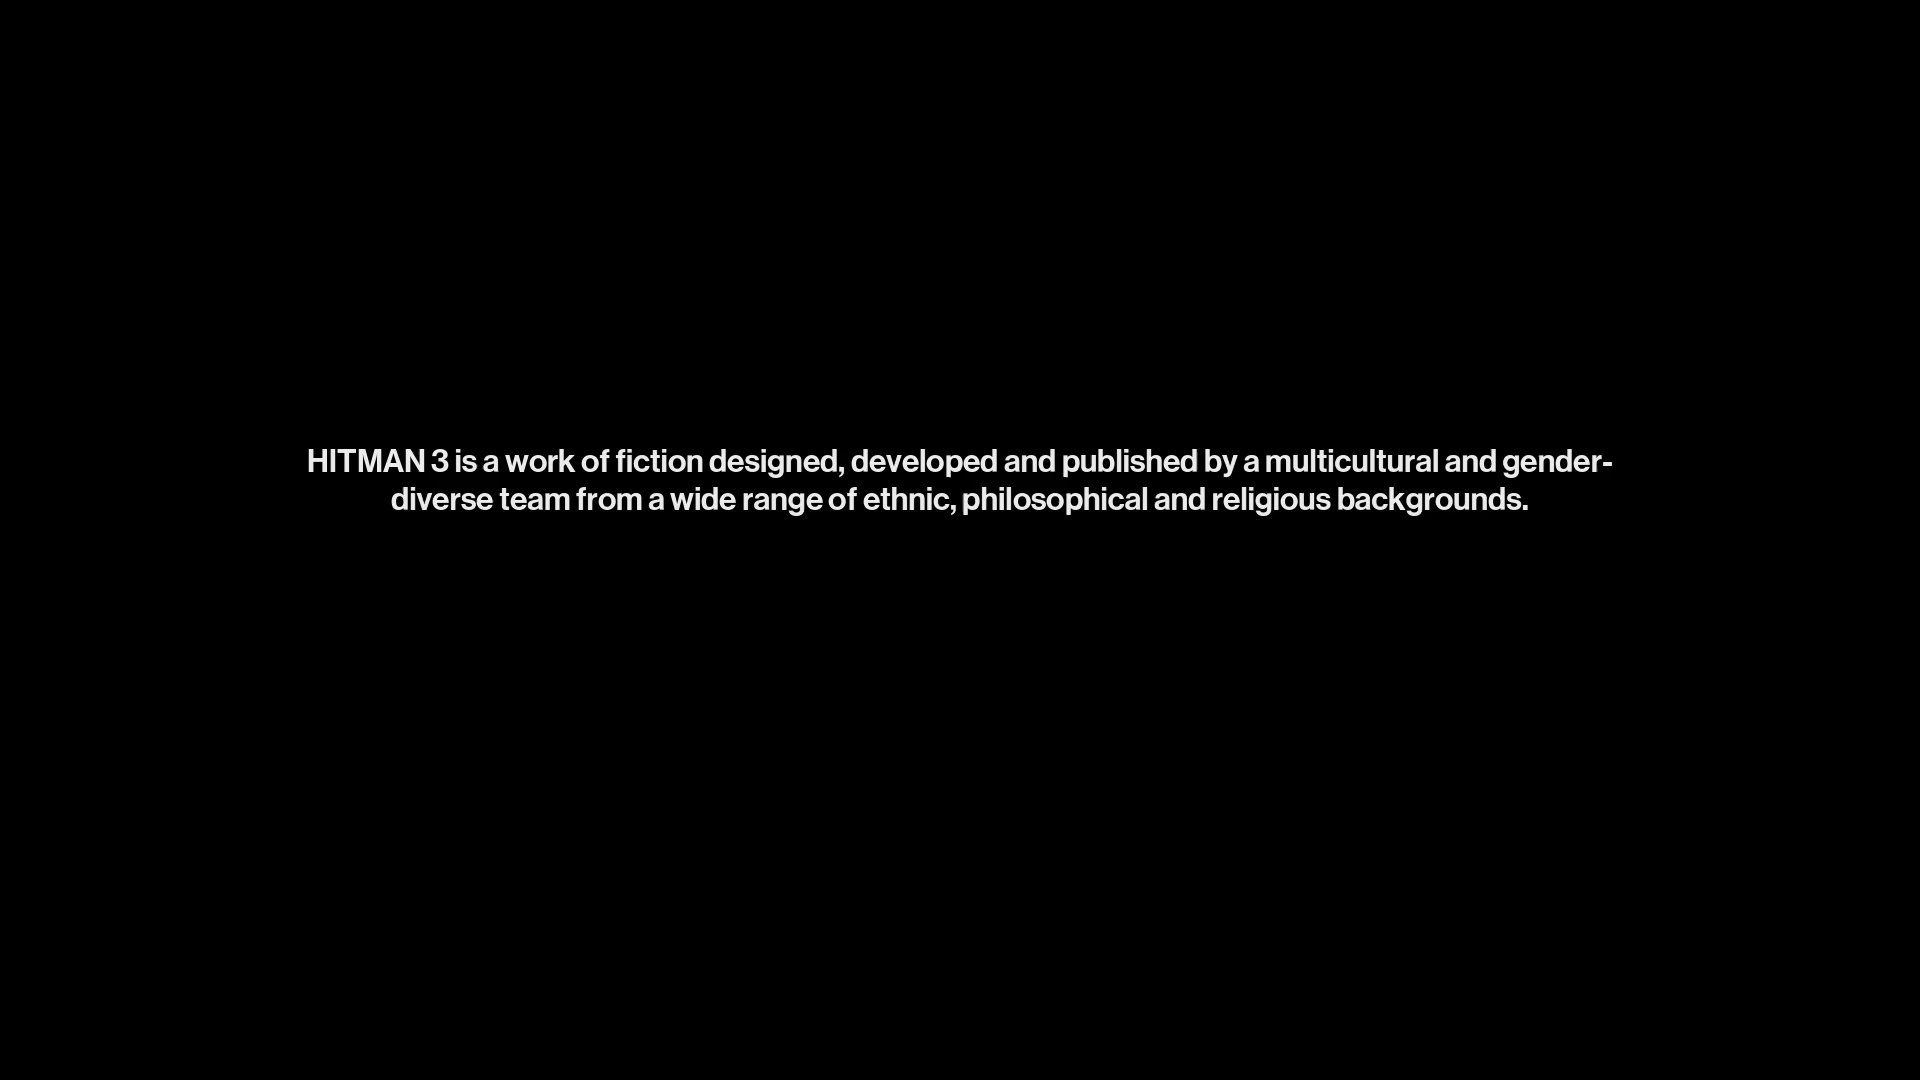 HITMAN 3 is a work of fiction designed, developed and published by a multicultural and gender-
diverse team from a wide range of ethnic, philosophical and religious backgrounds.